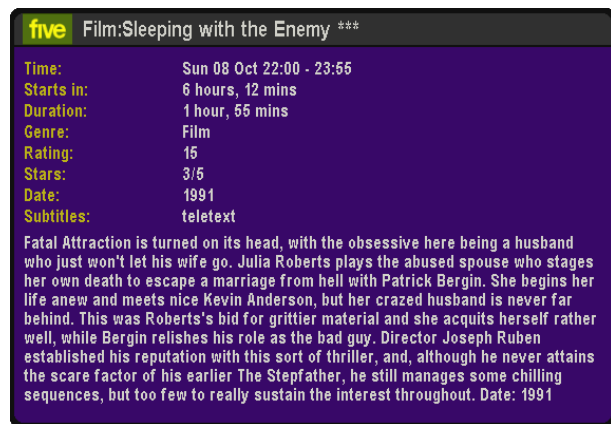 five Film:Sleeping with the Enemy ***
Time: Sun 08 Oct 22:00 - 23:55
Starts in: 6 hours, 12 mins
Duration: 1 hour, 55 mins
Genre: Film
Rating: 15
Stars: 3/5
Date: 1991
Subtitles: teletext
Fatal Attraction is turned on its head, with the obsessive here being a husband
who just won't let his wife go. Julia Roberts plays the abused spouse who stages
her own death to escape a marriage from hell with Patrick Bergin. She begins her
life anew and meets nice Kevin Anderson, but her crazed husband is never far
behind. This was Roberts's bid for grittier material and she acquits herself rather
well, while Bergin relishes his role as the bad guy. Director Joseph Ruben
established his reputation with this sort of thriller, and, although he never attains
the scare factor of his earlier The Stepfather, he still manages some chilling
sequences, but too few to really sustain the interest throughout. Date: 1991